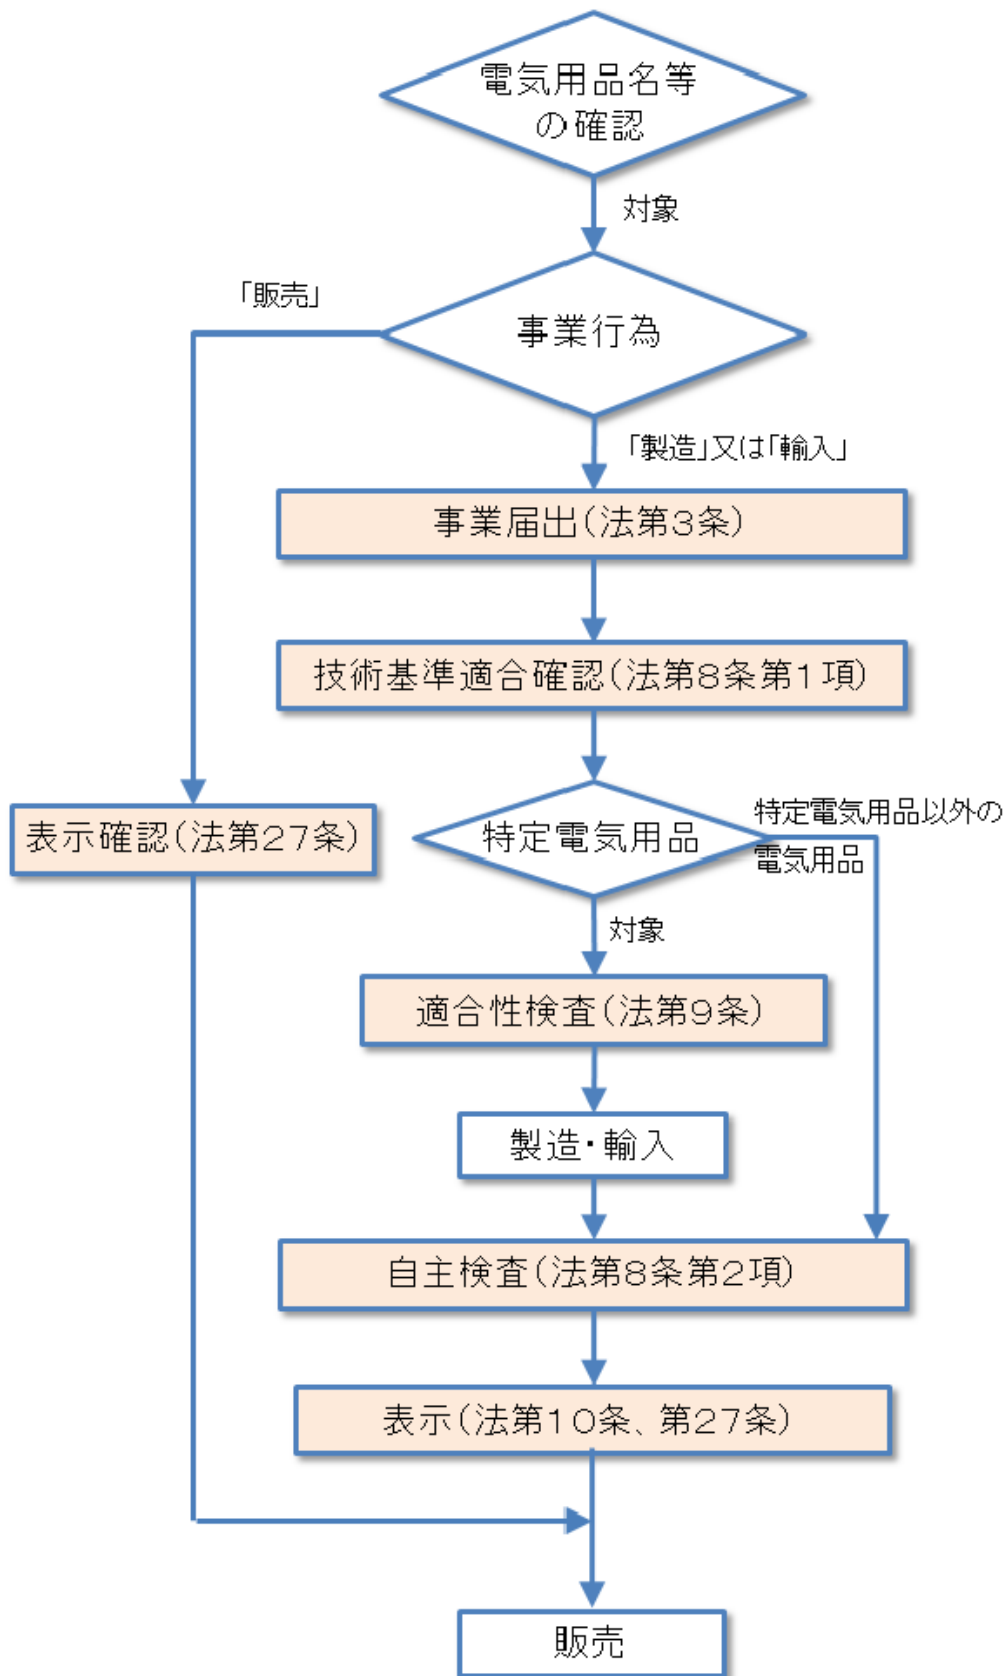 電気用品名等
の確認
対象
「販売」
事業行為
「製造」又は「輸入」
事業届出(法第3条)
技術基準適合確認(法第8条第1項)
表示確認(法第27条)
特定電気用品
特定電気用品以外の
電気用品
対象
適合性検査(法第9条)
製造・輸入
自主検査(法第8条第2項)
表示(法第10条、第27条)
販売